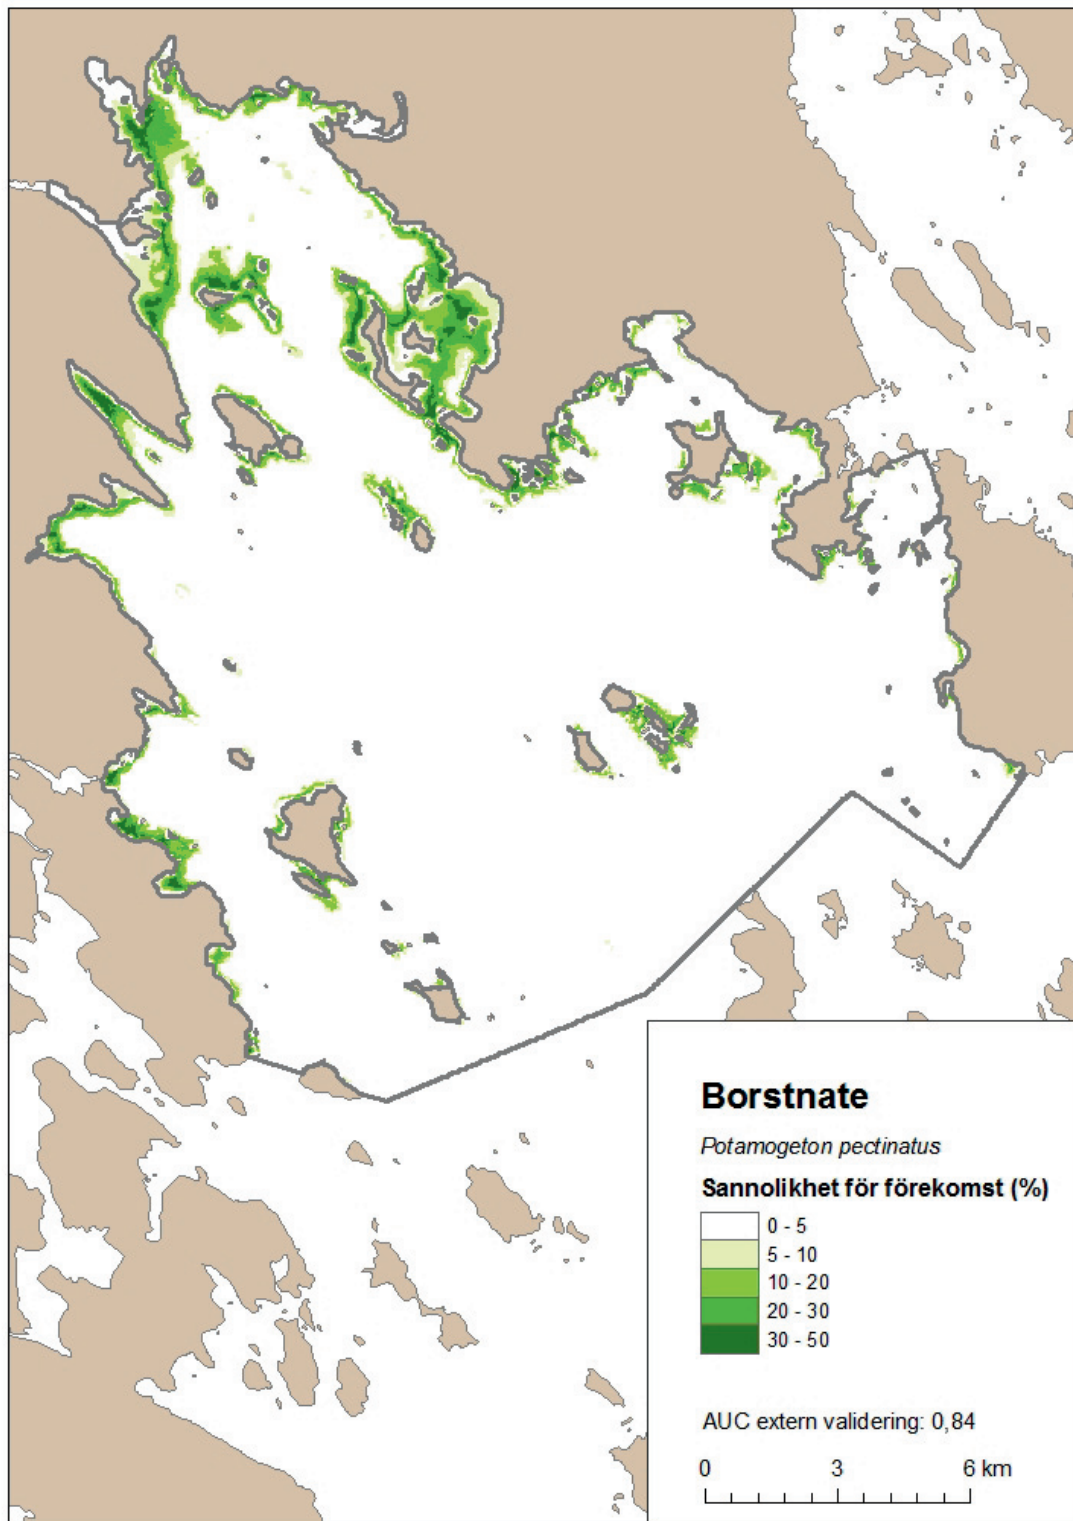 Borstnate
Potamogeton pectinatus
Sannolikhet för förekomst (%)
0 - 5
5 - 10
10 - 20
20 - 30
30 - 50
AUC extern validering: 0,84
0 3 6 km